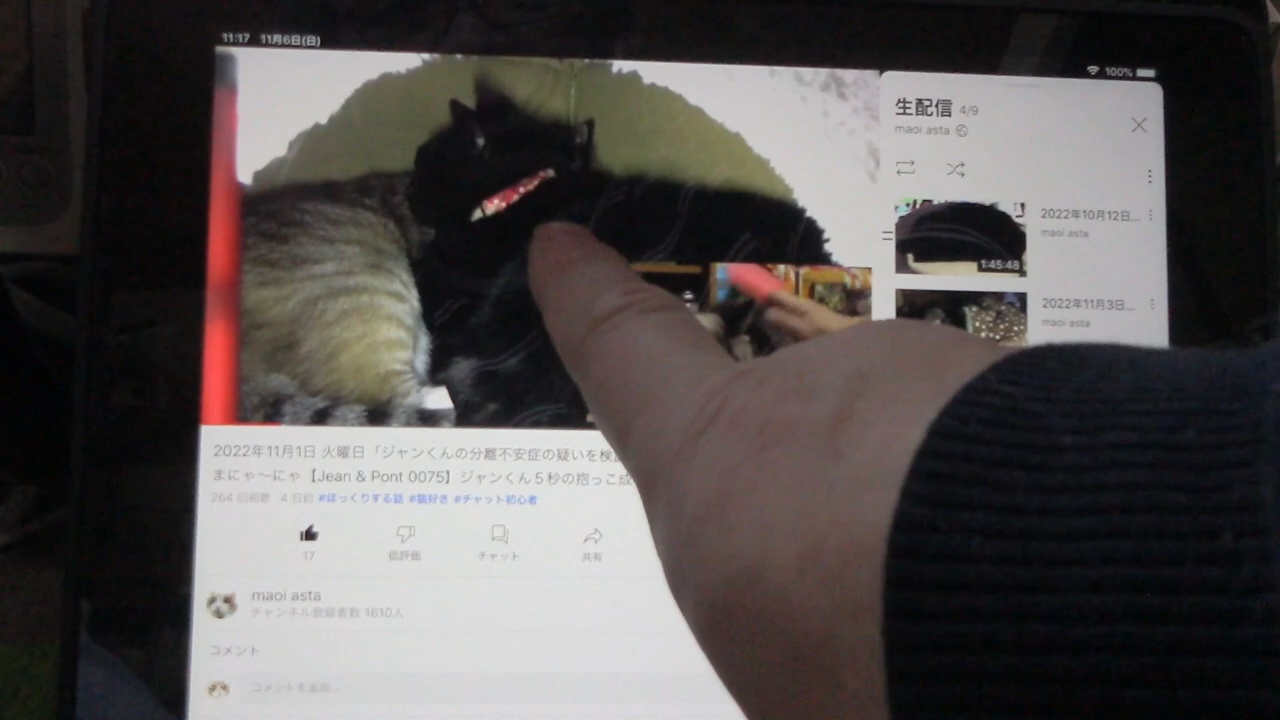 11:17 11月6日(日)
100%
生配信 4/9
maoi asta
2022年10月12日...
maoi asta
1:45:48
2022年11月3日...
maoi asta
2022年11月1日 火曜日「ジャンくんの分離不安症の疑いを検
まにゃ〜にゃ【Jean & Pont 0075】ジャンくん5秒の抱っこ成
264 回視聴 4 日前 #ほっくりする話 #猫好き #チャット初心者
17 低評価 チャット 共有
maoi asta
チャンネル登録者数 1610人
コメント
コメントを追加...